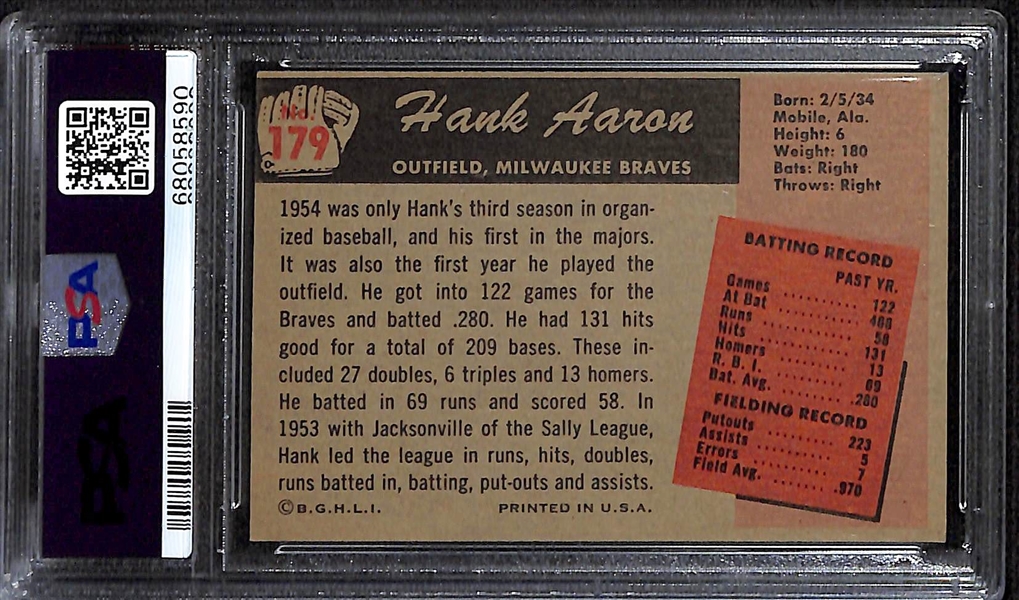 68058590
PSA
PSA
No.
179
Hank Aaron
OUTFIELD, MILWAUKEE BRAVES
Born: 2/5/34
Mobile, Ala.
Height: 6
Weight: 180
Bats: Right
Throws: Right
1954 was only Hank's third season in organ-
ized baseball, and his first in the majors.
It was also the first year he played the
outfield. He got into 122 games for the
Braves and batted .280. He had 131 hits
good for a total of 209 bases. These in-
cluded 27 doubles, 6 triples and 13 homers.
He batted in 69 runs and scored 58. In
1953 with Jacksonville of the Sally League,
Hank led the league in runs, hits, doubles,
runs batted in, batting, put-outs and assists.
©B.G.H.L.I. PRINTED IN U.S.A.
BATTING RECORD
PAST YR.
Games .......... 122
At Bat .......... 468
Runs .......... 58
Hits .......... 131
Homers .......... 13
R. B. I. .......... 69
Bat. Avg. .......... .280
FIELDING RECORD
Putouts .......... 223
Assists .......... 5
Errors .......... 7
Field Avg. .......... .970